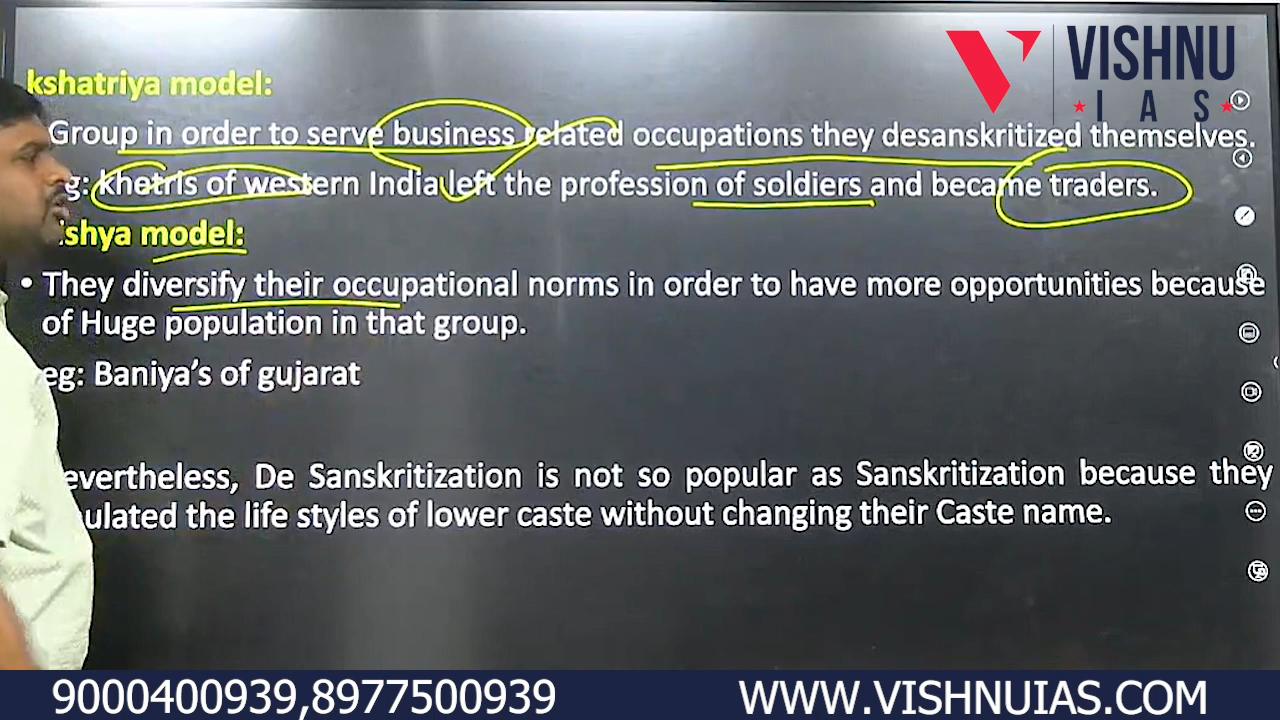 VISHNU
IAS
kshatriya model:
Group in order to serve business related occupations they desanskritized themselves.
g: khetris of western India left the profession of soldiers and became traders.
shya model:
• They diversify their occupational norms in order to have more opportunities because
of Huge population in that group.
eg: Baniya's of gujarat
evertheless, De Sanskritization is not so popular as Sanskritization because they
ulated the life styles of lower caste without changing their Caste name.
9000400939,8977500939 WWW.VISHNUIAS.COM